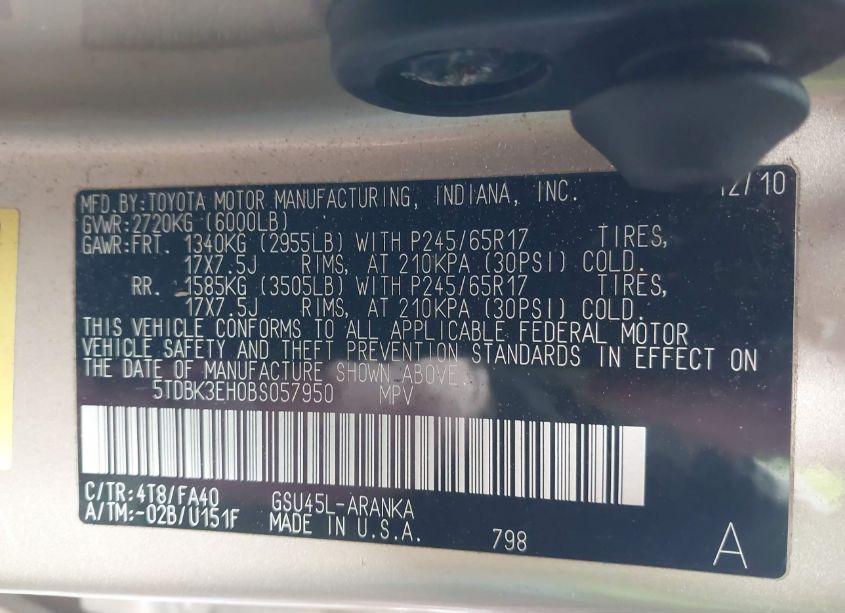 MFD.BY:TOYOTA MOTOR MANUFACTURING, INDIANA, INC. 12/10
GVWR:2720KG (6000LB)
GAWR:FRT. 1340KG (2955LB) WITH P245/65R17 TIRES,
17X7.5J RIMS, AT 210KPA (30PSI) COLD.
RR. 1585KG (3505LB) WITH P245/65R17 TIRES,
17X7.5J RIMS, AT 210KPA (30PSI) COLD.
THIS VEHICLE CONFORMS TO ALL APPLICABLE FEDERAL MOTOR
VEHICLE SAFETY AND THEFT PREVENTION STANDARDS IN EFFECT ON
THE DATE OF MANUFACTURE SHOWN ABOVE.
5TDBK3EH0BS057950 MPV
C/TR:4T8/FA40 GSU45L-ARANKA
A/TM:-02B/U151F MADE IN U.S.A.
798 A